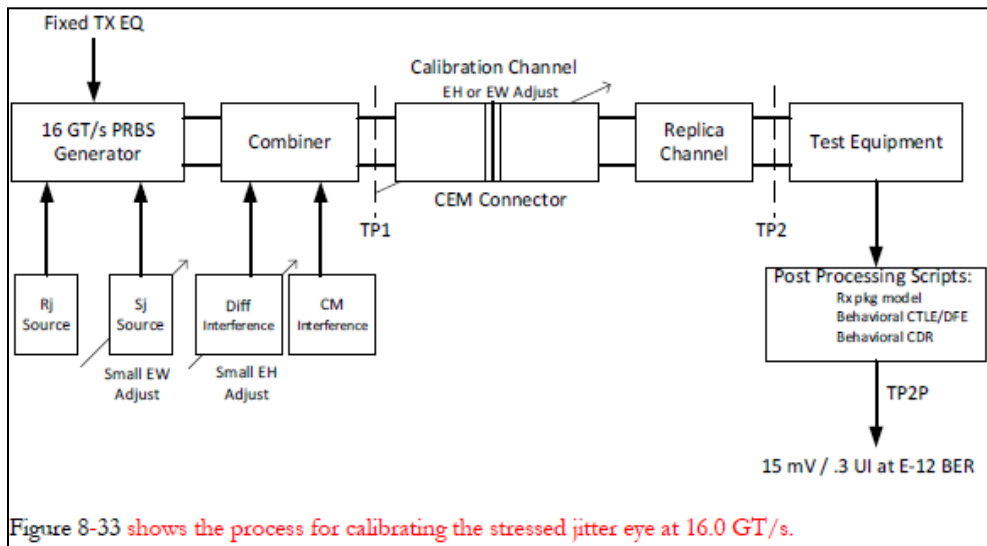 Fixed TX EQ
Calibration Channel
EH or EW Adjust
16 GT/s PRBS
Generator
Combiner
Replica
Channel
Test Equipment
CEM Connector
TP1
TP2
Rj
Source
Sj
Source
Diff
Interference
CM
Interference
Small EW
Adjust
Small EH
Adjust
Post Processing Scripts:
Rx pkg model
Behavioral CTLE/DFE
Behavioral CDR
TP2P
15 mV / .3 UI at E-12 BER
Figure 8-33 shows the process for calibrating the stressed jitter eye at 16.0 GT/s.